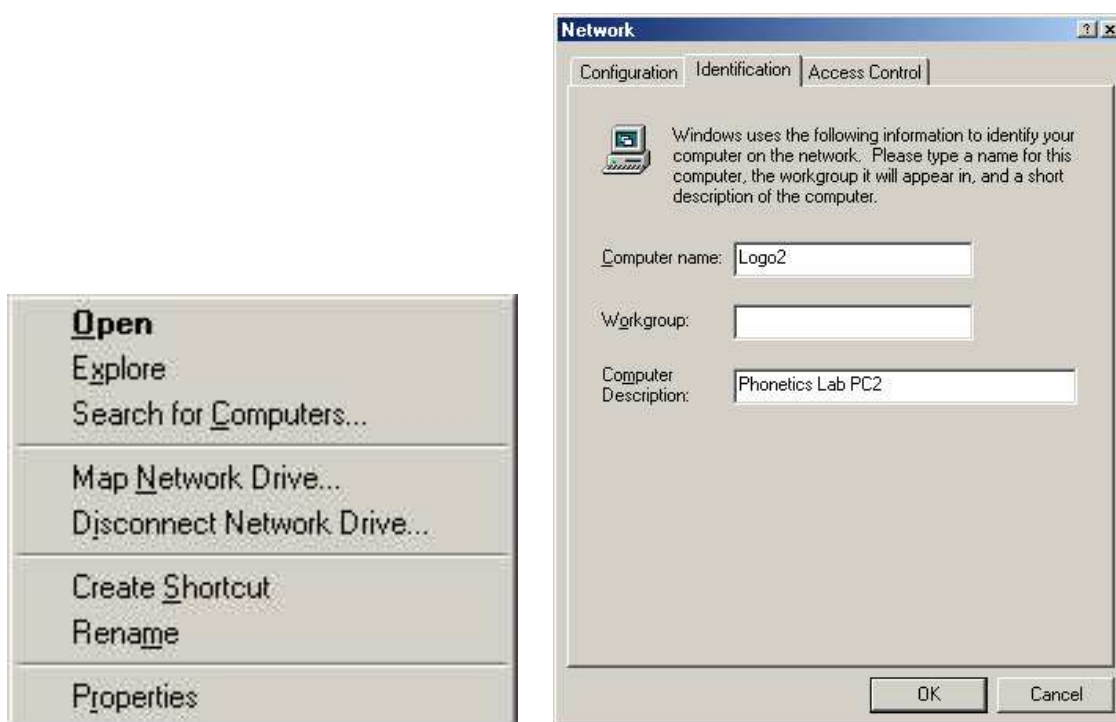 Open
Explore
Search for Computers...
Map Network Drive...
Disconnect Network Drive...
Create Shortcut
Rename
Properties
Network
Configuration Identification Access Control
Windows uses the following information to identify your
computer on the network. Please type a name for this
computer, the workgroup it will appear in, and a short
description of the computer.
Computer name: Logo2
Workgroup:
Computer
Description: Phonetics Lab PC2
OK Cancel